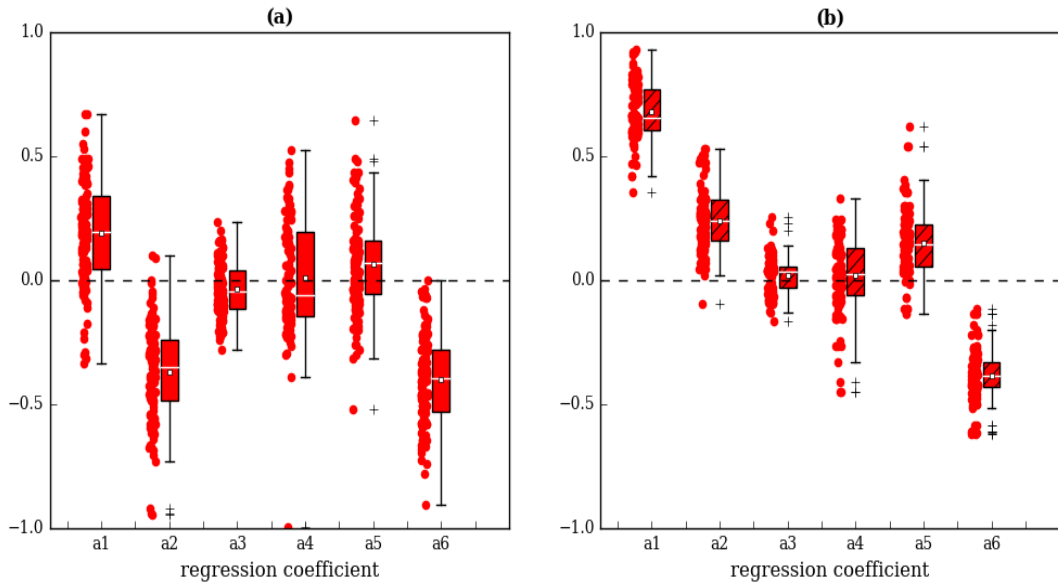 (a)
(b)
1.0
0.5
0.0
−0.5
−1.0
a1 a2 a3 a4 a5 a6
regression coefficient
1.0
0.5
0.0
−0.5
−1.0
a1 a2 a3 a4 a5 a6
regression coefficient